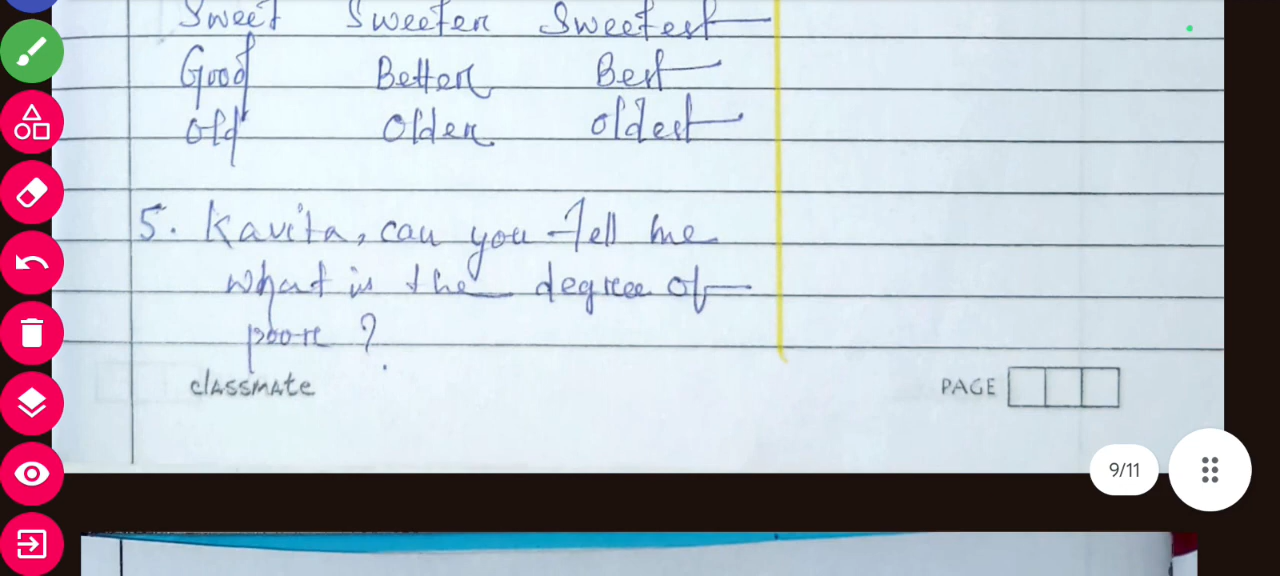 Sweet Sweeter Sweetest
Good Better Best
old Older oldest
5. Kavita, can you Tell me
what is the degree of
poor ?
classmate
PAGE
9/11